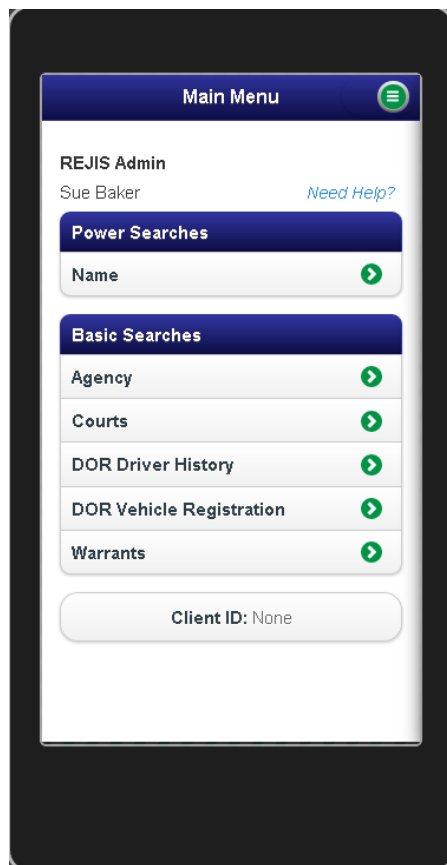 Main Menu
REJIS Admin
Sue Baker
Need Help?
Power Searches
Name
Basic Searches
Agency
Courts
DOR Driver History
DOR Vehicle Registration
Warrants
Client ID: None